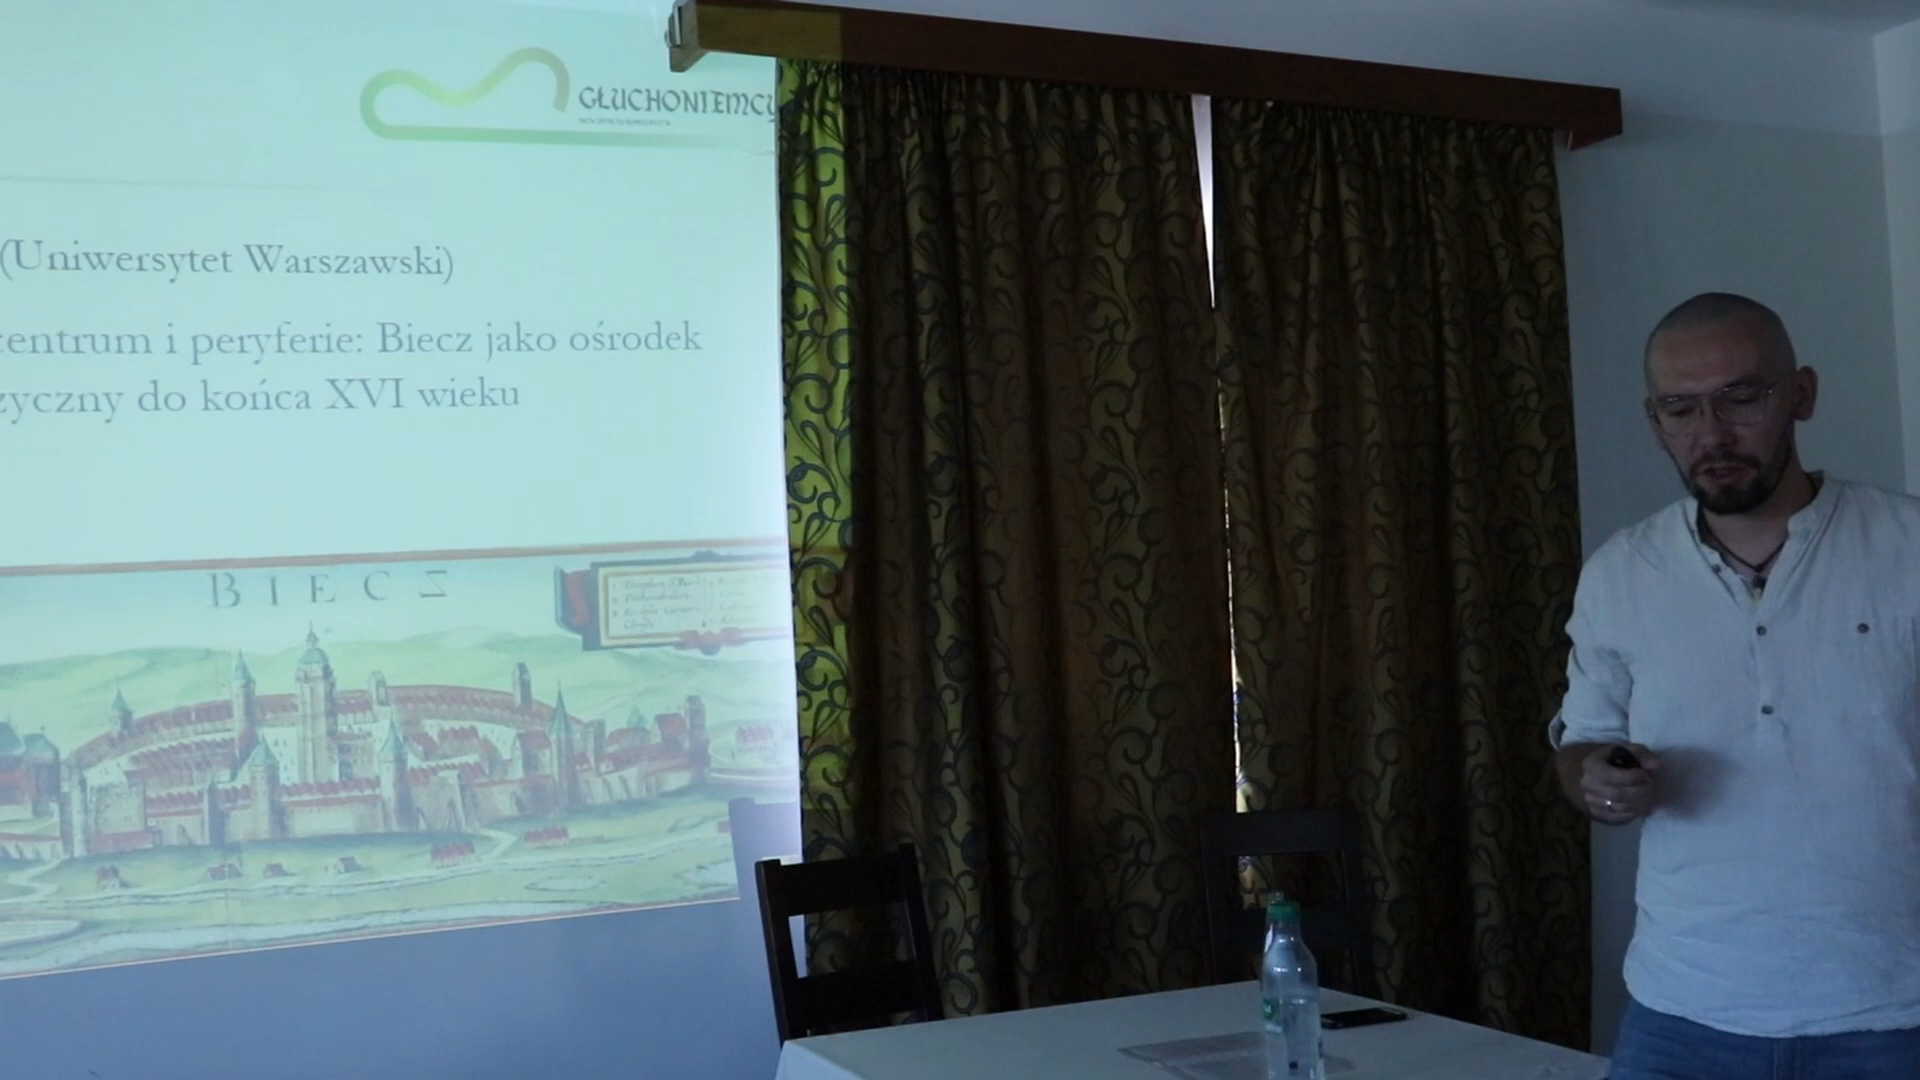 GŁUCHONIEMCY
(Uniwersytet Warszawski)
centrum i peryferie: Biecz jako ośrodek
zyczny do końca XVI wieku
BIECZ